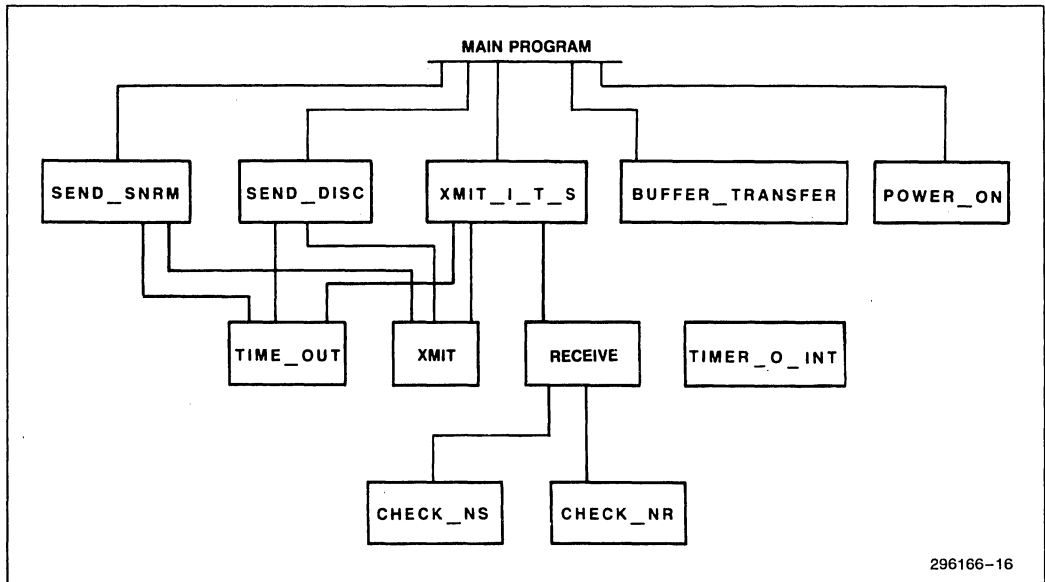 MAIN PROGRAM
SEND_SNRM
SEND_DISC
XMIT_I_T_S
BUFFER_TRANSFER
POWER_ON
TIME_OUT
XMIT
RECEIVE
TIMER_O_INT
CHECK_NS
CHECK_NR
296166-16